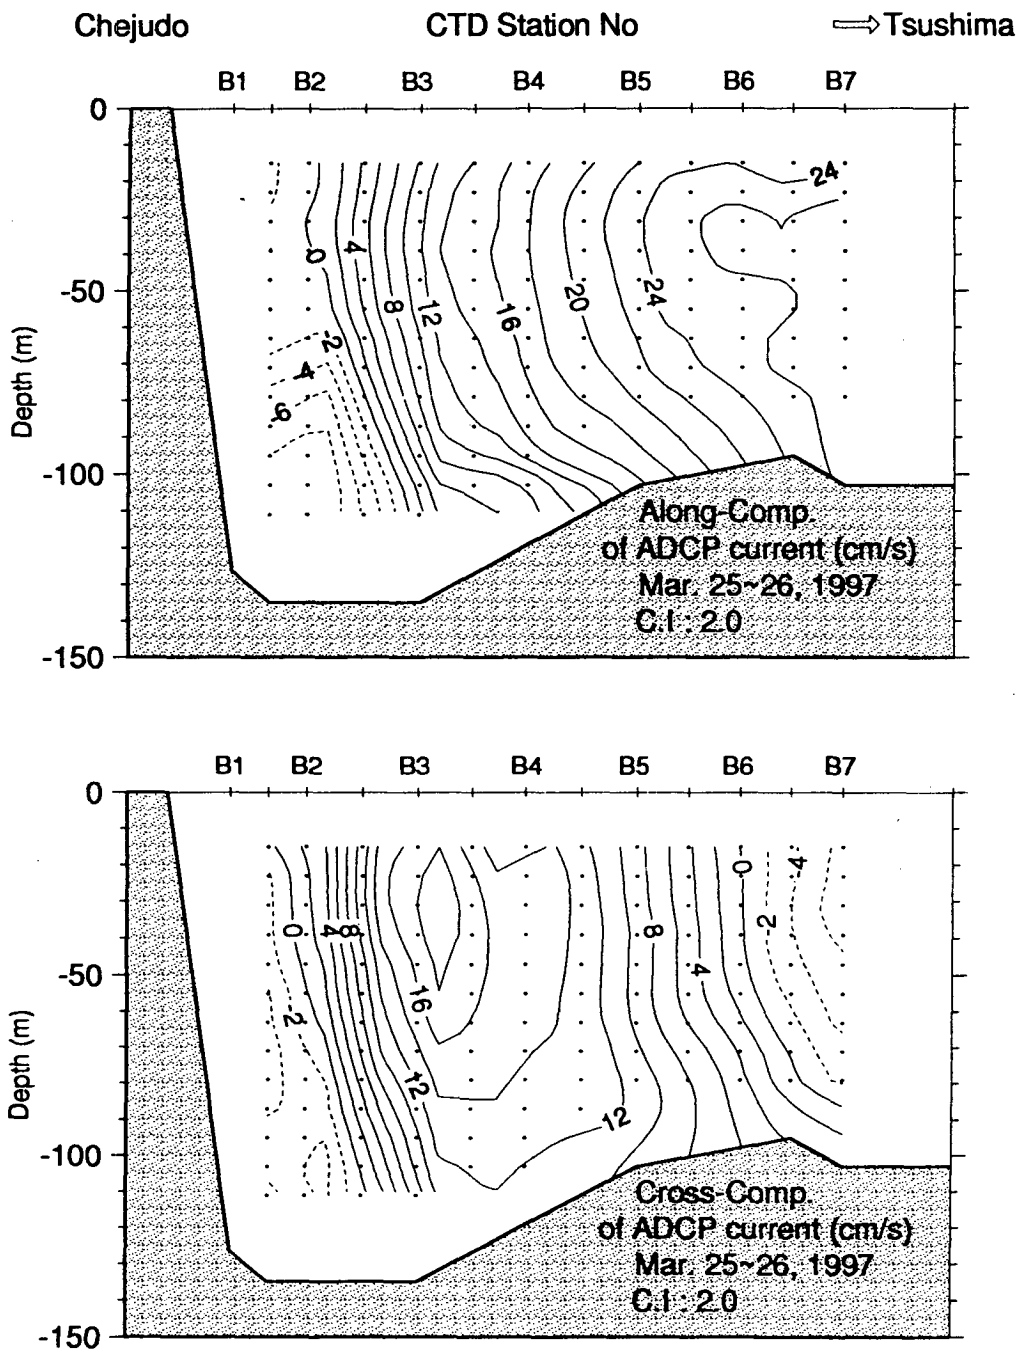 Chejudo CTD Station No Tsushima
B1 B2 B3 B4 B5 B6 B7
0
-50
-100
-150
Depth (m)
0 4 8 12 16 20 24 24
-2
-4
-6
Along-Comp.
of ADCP current (cm/s)
Mar. 25~26, 1997
C.I : 2.0
B1 B2 B3 B4 B5 B6 B7
0
-50
-100
-150
Depth (m)
0 4 8 16 8 4 0 2 4
2
12 12
Cross-Comp.
of ADCP current (cm/s)
Mar. 25~26, 1997
C.I : 2.0